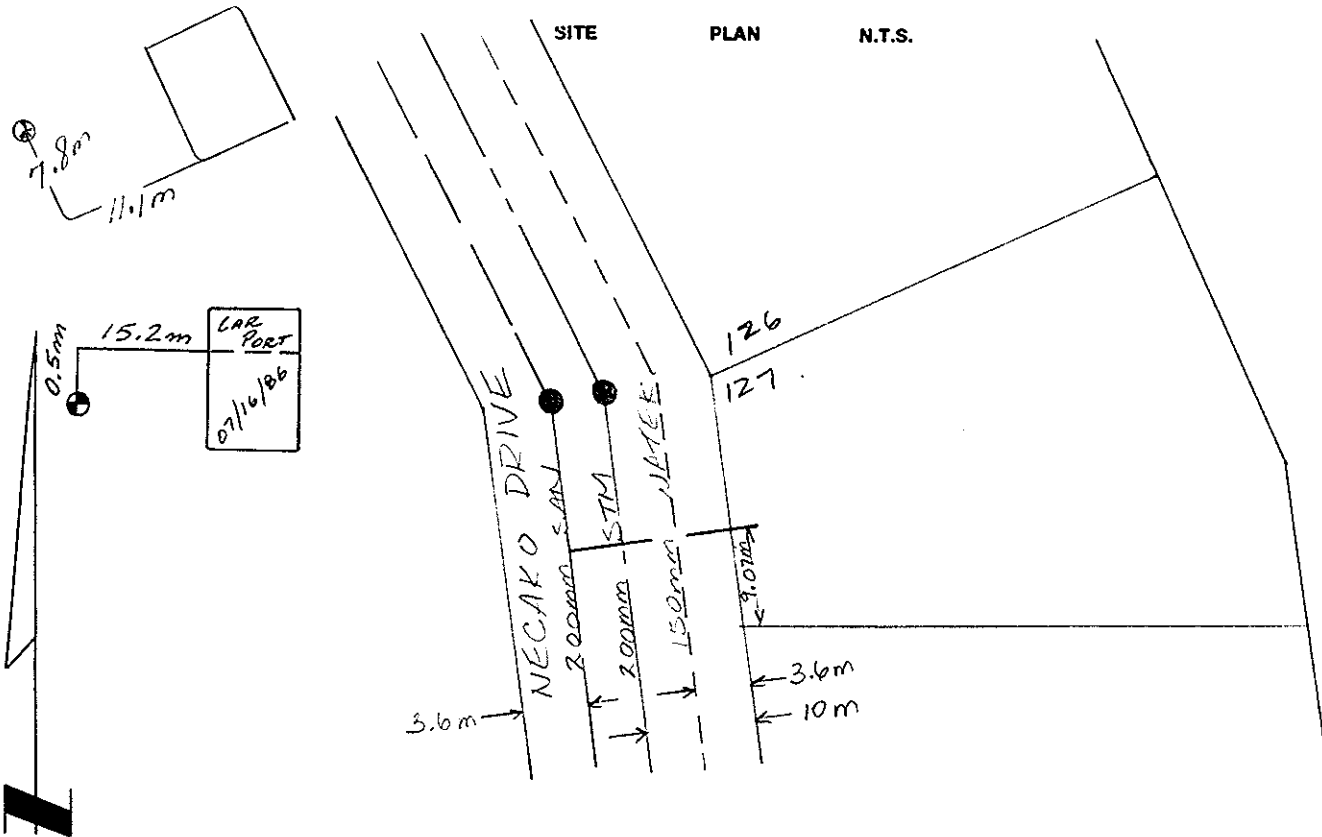 SITE PLAN N.T.S.
7.8m
11.1m
15.2m
0.5m
CAR
PORT
07/16/86
126
127
NECAKO DRIVE
200mm SAN
200mm - STM
150mm - WATER
9.07m
3.6m
3.6m
10m